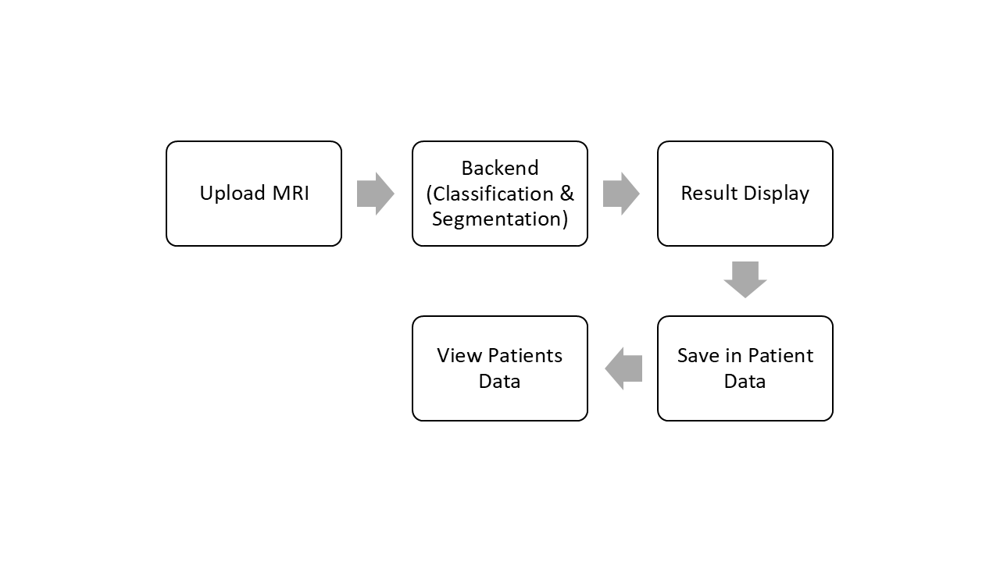 Upload MRI
Backend
(Classification &
Segmentation)
Result Display
Save in Patient
Data
View Patients
Data